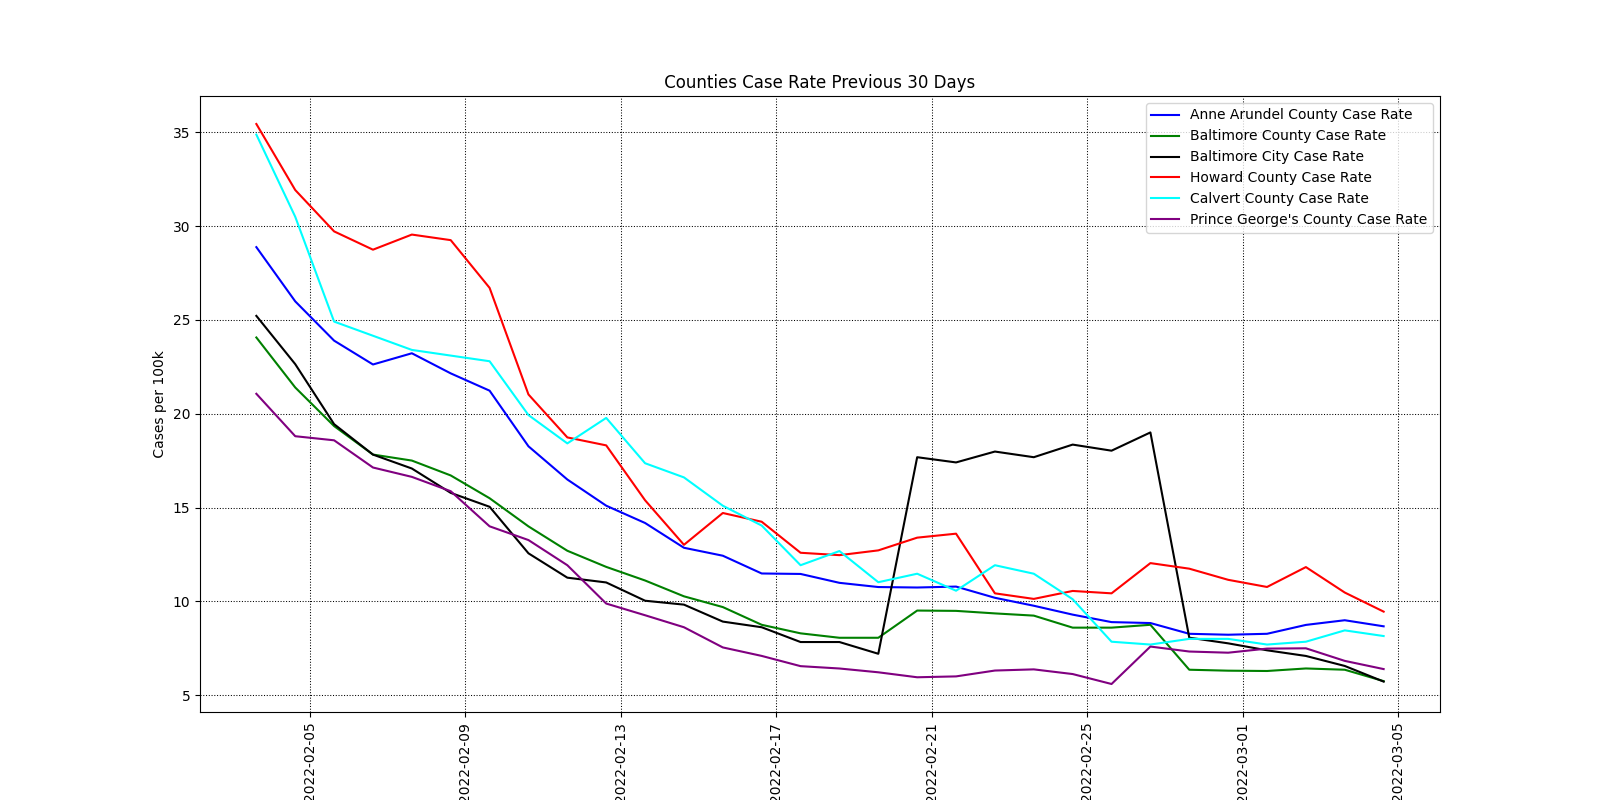 Counties Case Rate Previous 30 Days
Anne Arundel County Case Rate
Baltimore County Case Rate
Baltimore City Case Rate
Howard County Case Rate
Calvert County Case Rate
Prince George's County Case Rate
Cases per 100k
35
30
25
20
15
10
5
2022-02-05
2022-02-09
2022-02-13
2022-02-17
2022-02-21
2022-02-25
2022-03-01
2022-03-05